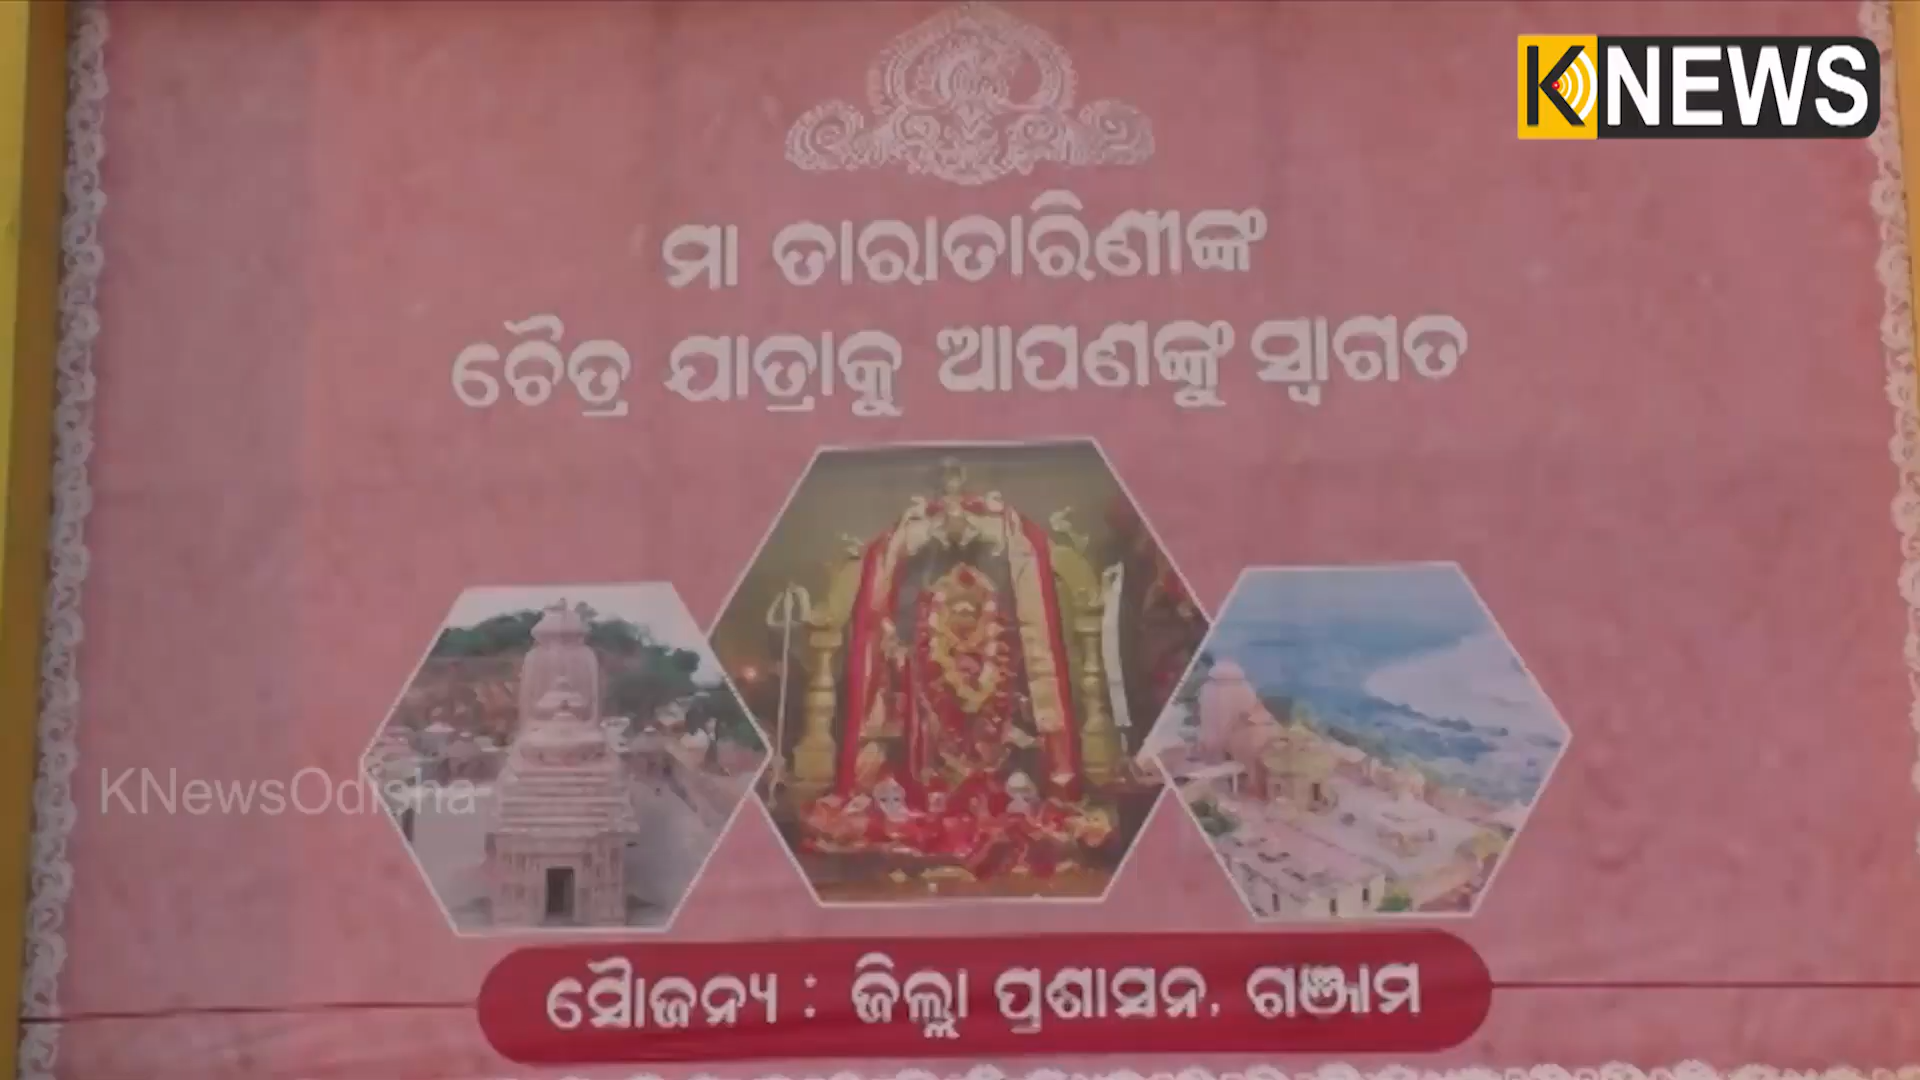 KNEWS
ମା ତାରାତାରିଣୀଙ୍କ
ଚୈତ୍ର ଯାତ୍ରାକୁ ଆପଣଙ୍କୁ ସ୍ୱାଗତ
KNewsOdisha
ସୌଜନ୍ୟ : ଜିଲ୍ଲା ପ୍ରଶାସନ, ଗଞ୍ଜାମ